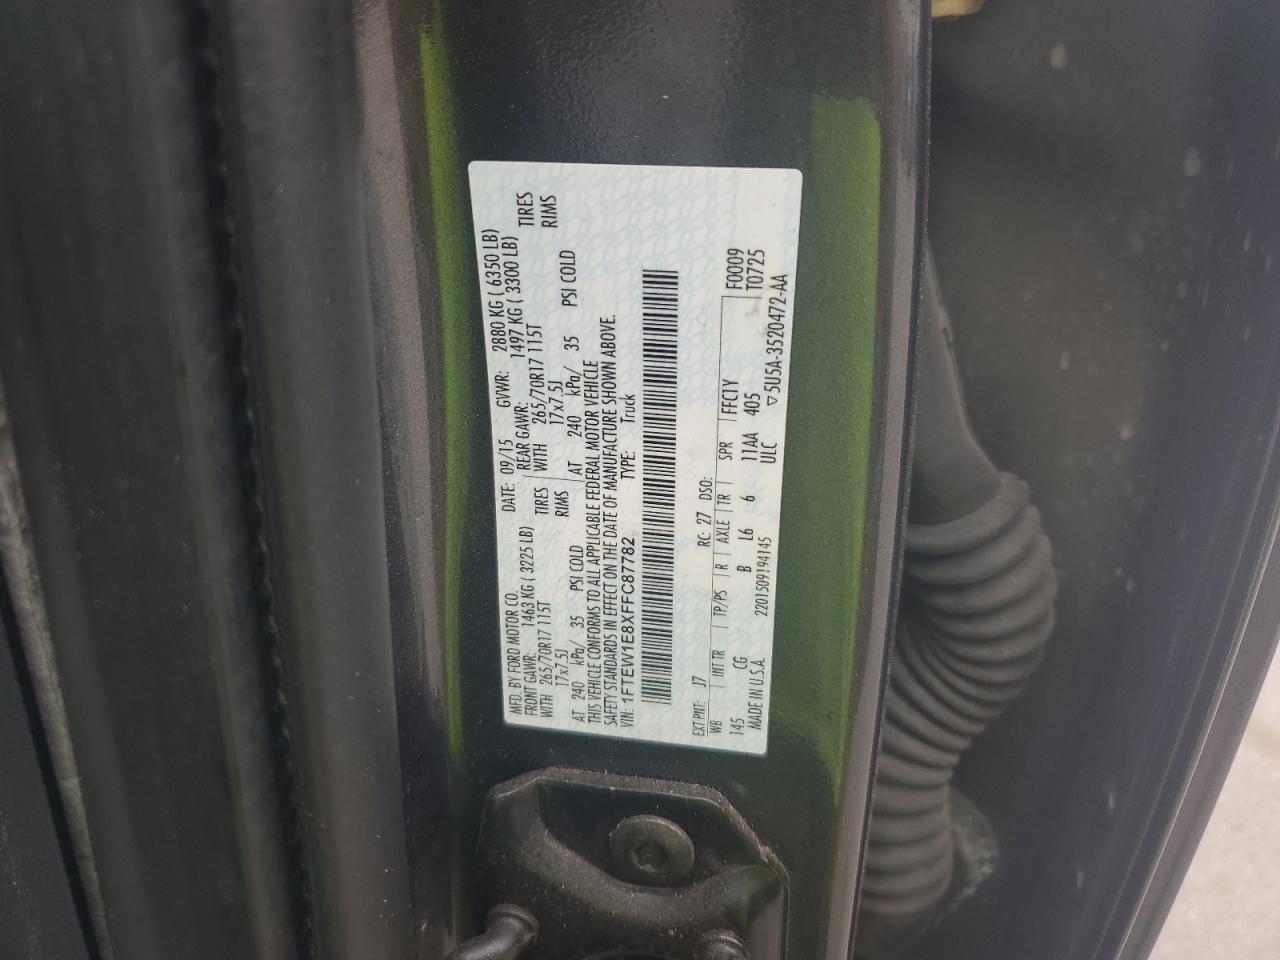 MFD. BY FORD MOTOR CO. DATE: 09/15 GVWR: 2880 KG ( 6350 LB)
FRONT GAWR: 1463 KG ( 3225 LB) REAR GAWR: 1497 KG ( 3300 LB)
WITH 265/70R17 115T TIRES WITH 265/70R17 115T TIRES
17x7.5J RIMS 17x7.5J RIMS
AT 240 kPa/ 35 PSI COLD AT 240 kPa/ 35 PSI COLD
THIS VEHICLE CONFORMS TO ALL APPLICABLE FEDERAL MOTOR VEHICLE
SAFETY STANDARDS IN EFFECT ON THE DATE OF MANUFACTURE SHOWN ABOVE.
VIN: 1FTEW1E8XFFC87782 TYPE: Truck
EXT PNT: J7 RC: 27 DSO: F0009
WB INT TR TP/PS R AXLE TR SPR FFC1Y T0725
145 CG B L6 6 11AA 405
MADE IN U.S.A. 2201509194145 ULC ▽5U5A-3520472-AA